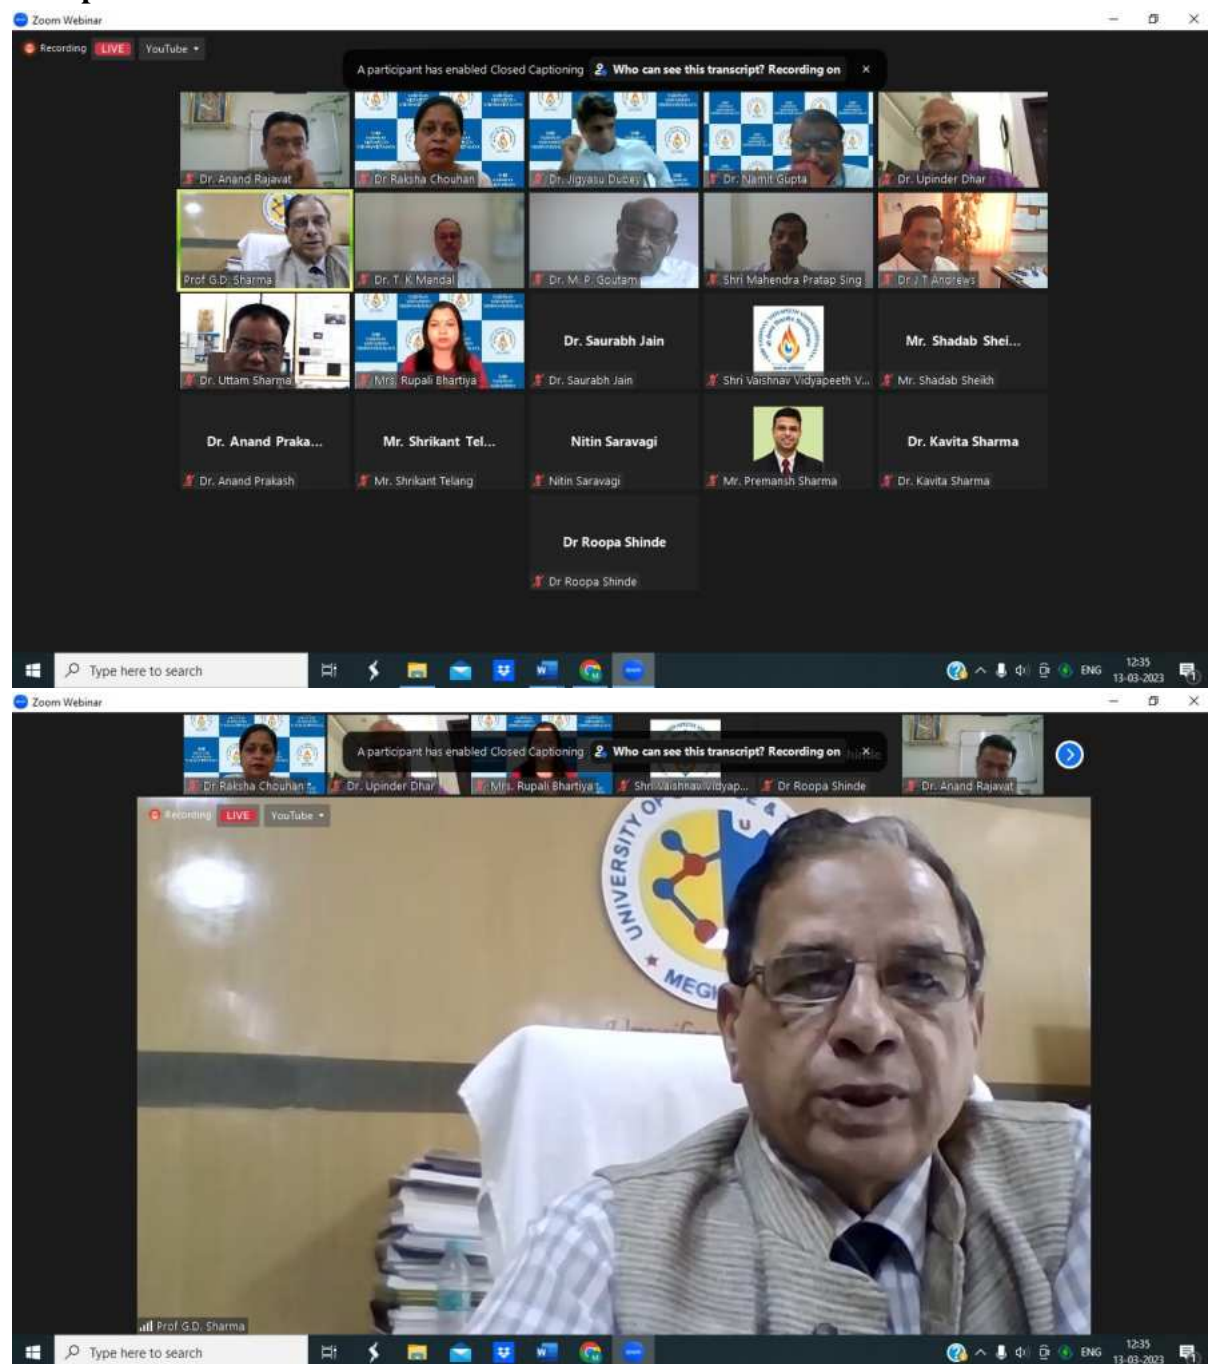 Zoom Webinar
Recording LIVE YouTube
A participant has enabled Closed Captioning Who can see this transcript? Recording on ×
Dr. Anand Rajavat Dr Raksha Chouhan Dr. Jigyasu Dubey Dr. Namit Gupta Dr. Upinder Dhar
Prof G.D. Sharma Dr. T. K. Mandal Dr. M. P. Goutam Shri Mahendra Pratap Sing Dr J T Andrews
Dr. Saurabh Jain Mr. Shadab Shei...
Dr. Uttam Sharma Mrs. Rupali Bhartiya Dr. Saurabh Jain Shri Vaishnav Vidyapeeth V... Mr. Shadab Sheikh
Dr. Anand Praka... Mr. Shrikant Tel... Nitin Saravagi Dr. Kavita Sharma
Dr. Anand Prakash Mr. Shrikant Telang Nitin Saravagi Mr. Premansh Sharma Dr. Kavita Sharma
Dr Roopa Shinde
Dr Roopa Shinde
Type here to search ENG 12:35
13-03-2023
Zoom Webinar
A participant has enabled Closed Captioning Who can see this transcript? Recording on ×
Dr Raksha Chouhan Dr. Upinder Dhar Mrs. Rupali Bhartiya Shri Vaishnav Vidyap... Dr Roopa Shinde Dr. Anand Rajavat
Recording LIVE YouTube
UNIVERSITY OF
U
Prof G.D. Sharma
Type here to search ENG 12:35
13-03-2023